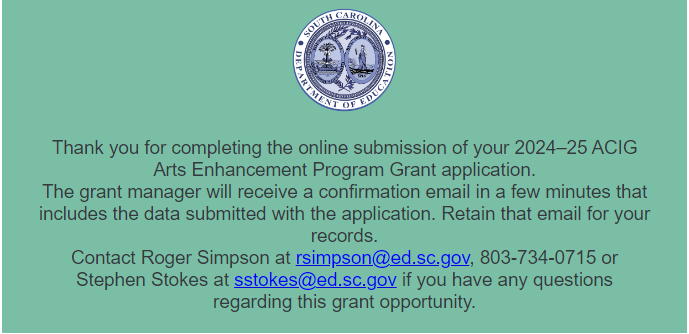 SOUTH CAROLINA
DEPARTMENT OF EDUCATION
Thank you for completing the online submission of your 2024–25 ACIG
Arts Enhancement Program Grant application.
The grant manager will receive a confirmation email in a few minutes that
includes the data submitted with the application. Retain that email for your
records.
Contact Roger Simpson at rsimpson@ed.sc.gov, 803-734-0715 or
Stephen Stokes at sstokes@ed.sc.gov if you have any questions
regarding this grant opportunity.